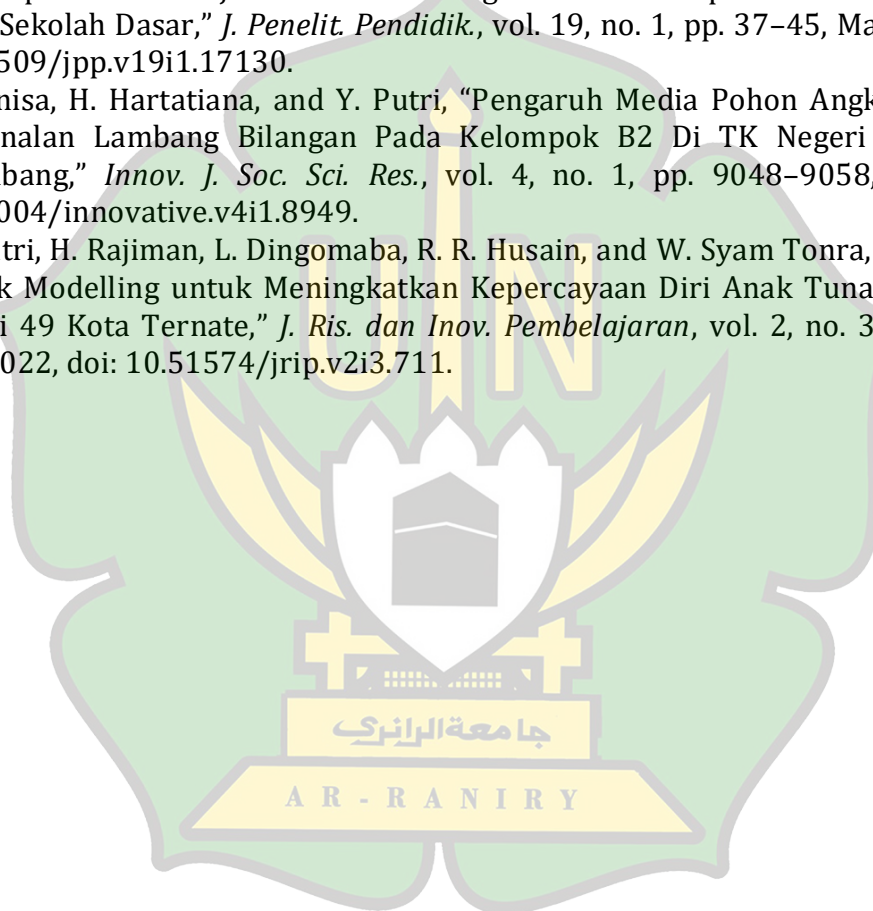 Sekolah Dasar,” J. Penelit. Pendidik., vol. 19, no. 1, pp. 37–45, Ma
509/jpp.v19i1.17130.
nisa, H. Hartatiana, and Y. Putri, “Pengaruh Media Pohon Angk
nalan Lambang Bilangan Pada Kelompok B2 Di TK Negeri
bang,” Innov. J. Soc. Sci. Res., vol. 4, no. 1, pp. 9048–9058,
004/innovative.v4i1.8949.
tri, H. Rajiman, L. Dingomaba, R. R. Husain, and W. Syam Tonra,
k Modelling untuk Meningkatkan Kepercayaan Diri Anak Tuna
i 49 Kota Ternate,” J. Ris. dan Inov. Pembelajaran, vol. 2, no. 3
022, doi: 10.51574/jrip.v2i3.711.
UIN
جامعة الرانري
AR-RANIRY